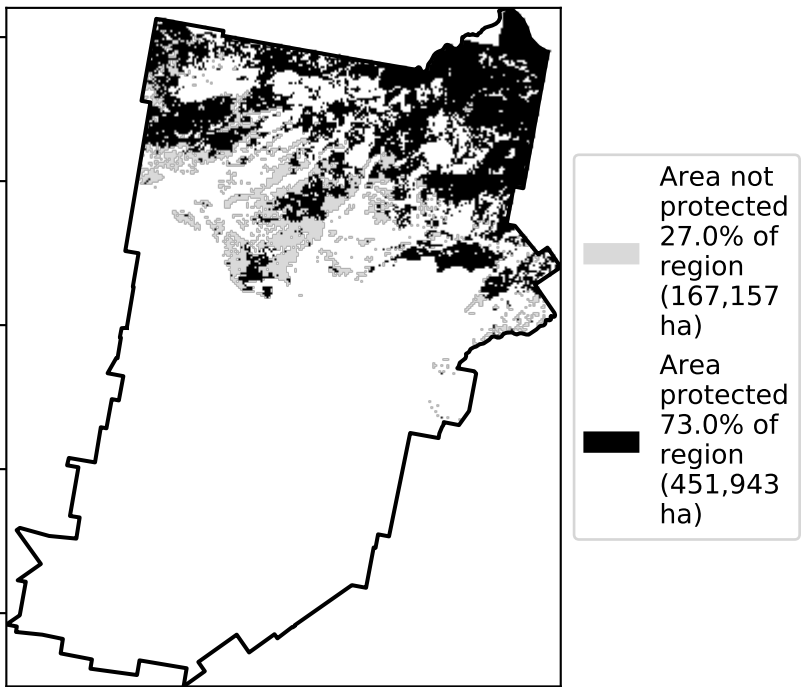 Area not
protected
27.0% of
region
(167,157
ha)
Area
protected
73.0% of
region
(451,943
ha)